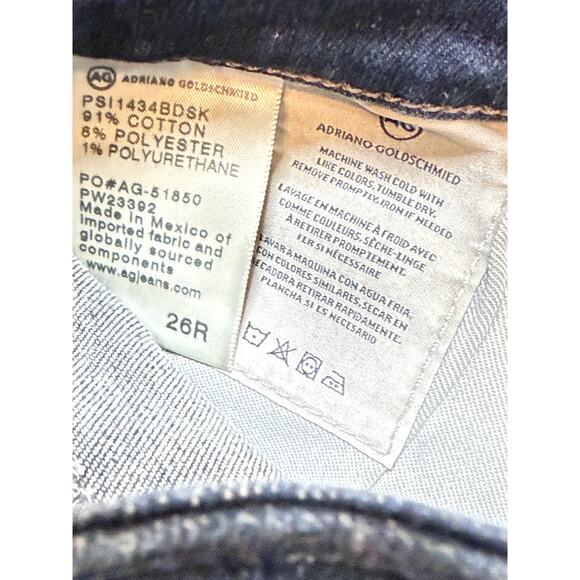 AG ADRIANO GOLDSCHMIED
PSI1434BDSK
91% COTTON
8% POLYESTER
1% POLYURETHANE
PO#AG-51850
PW23392
Made in Mexico of
imported fabric and
globally sourced
components
www.agjeans.com
26R
AG
ADRIANO GOLDSCHMIED
MACHINE WASH COLD WITH
LIKE COLORS, TUMBLE DRY.
REMOVE PROMPTLY, IRON IF NEEDED
LAVAGE EN MACHINE À FROID AVEC
COMME COULEURS, SÈCHE-LINGE
À RETIRER PROMPTEMENT.
FER SI NÉCESSAIRE
LAVAR A MAQUINA CON AGUA FRIA,
CON COLORES SIMILARES, SECAR EN
SECADORA RETIRAR RAPIDAMENTE.
PLANCHA SI ES NECESARIO